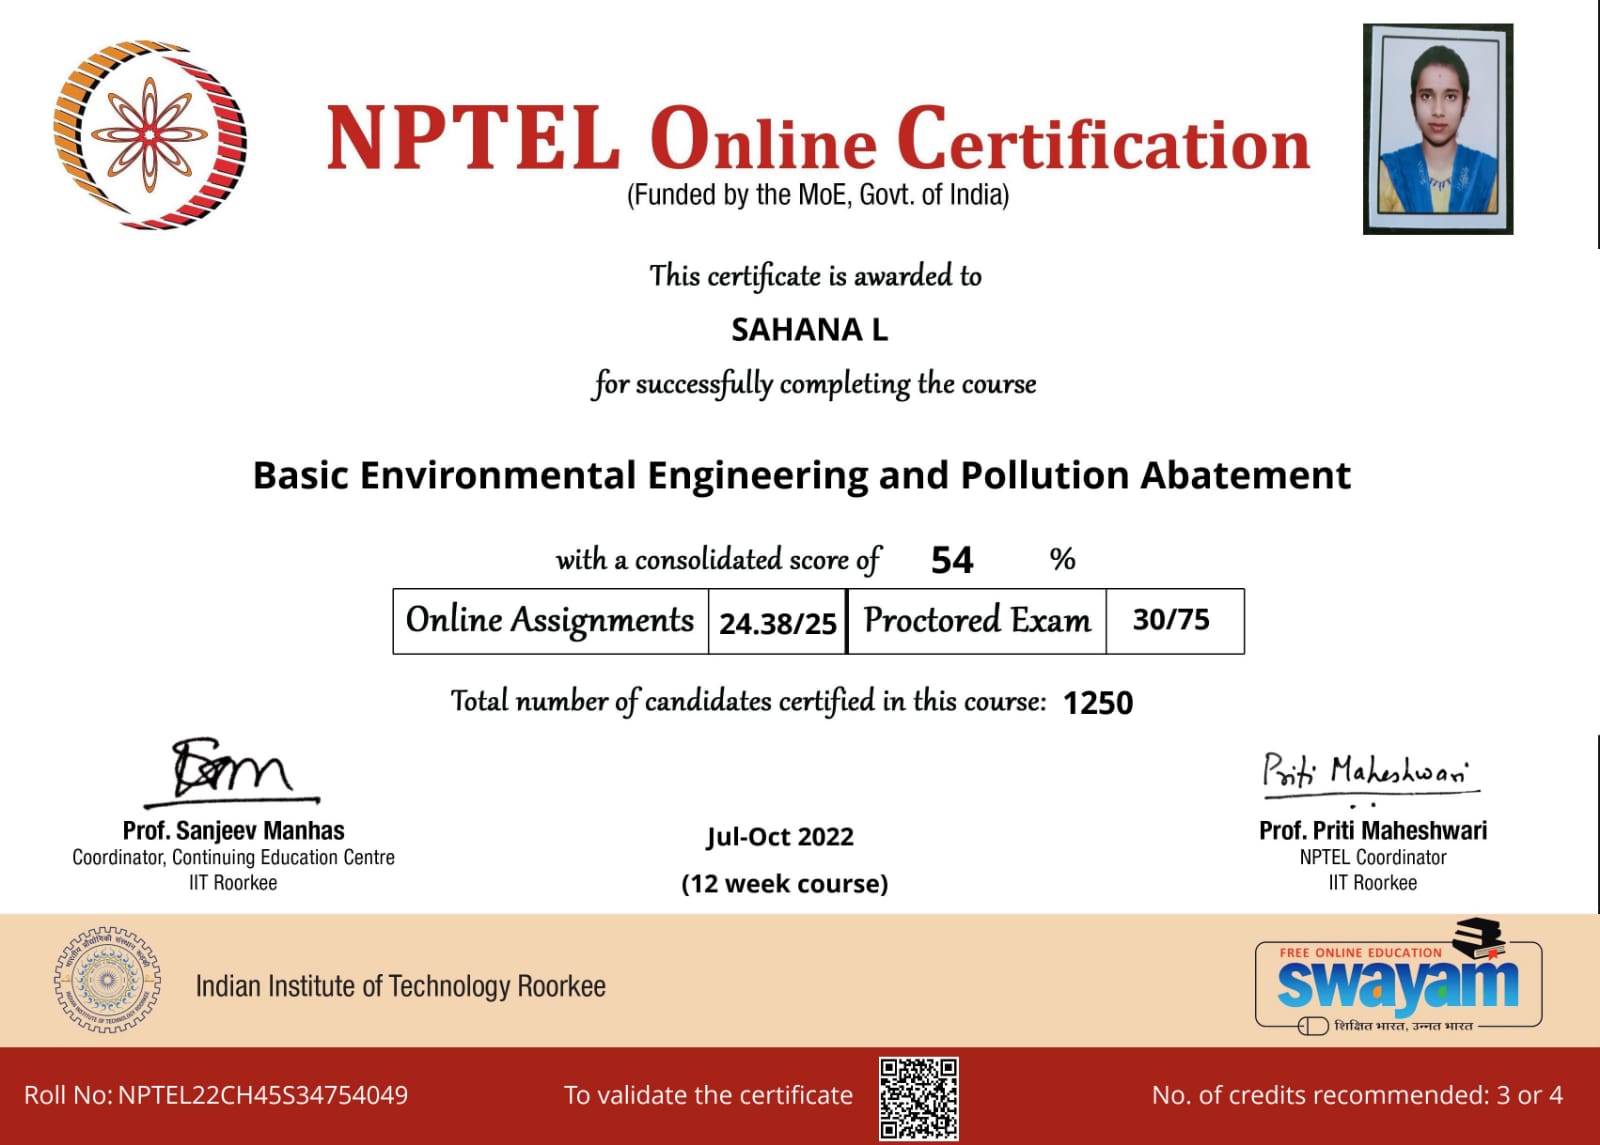 NPTEL Online Certification
(Funded by the MoE, Govt. of India)
This certificate is awarded to
SAHANA L
for successfully completing the course
Basic Environmental Engineering and Pollution Abatement
with a consolidated score of 54 %
Online Assignments 24.38/25 Proctored Exam 30/75
Total number of candidates certified in this course: 1250
Priti Maheshwari
Prof. Sanjeev Manhas
Coordinator, Continuing Education Centre
IIT Roorkee
Jul-Oct 2022
(12 week course)
Prof. Priti Maheshwari
NPTEL Coordinator
IIT Roorkee
Indian Institute of Technology Roorkee
FREE ONLINE EDUCATION
swayam
शिक्षित भारत, उन्नत भारत
Roll No: NPTEL22CH45S34754049
To validate the certificate
No. of credits recommended: 3 or 4